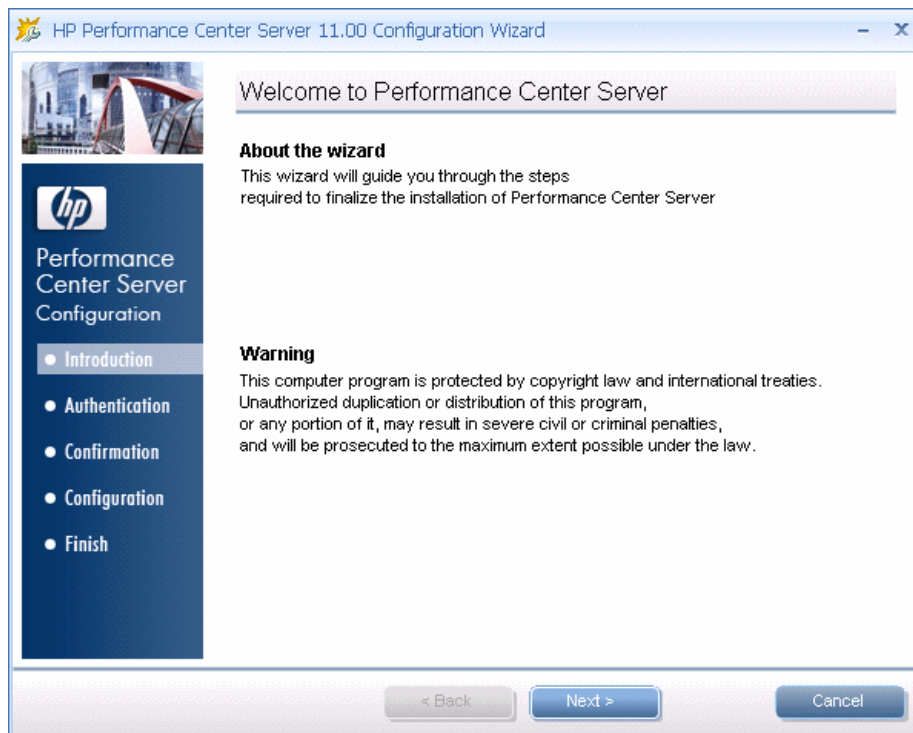 HP Performance Center Server 11.00 Configuration Wizard
Welcome to Performance Center Server
About the wizard
This wizard will guide you through the steps
required to finalize the installation of Performance Center Server
hp
Performance
Center Server
Configuration
Introduction
Authentication
Confirmation
Configuration
Finish
Warning
This computer program is protected by copyright law and international treaties.
Unauthorized duplication or distribution of this program,
or any portion of it, may result in severe civil or criminal penalties,
and will be prosecuted to the maximum extent possible under the law.
< Back
Next >
Cancel